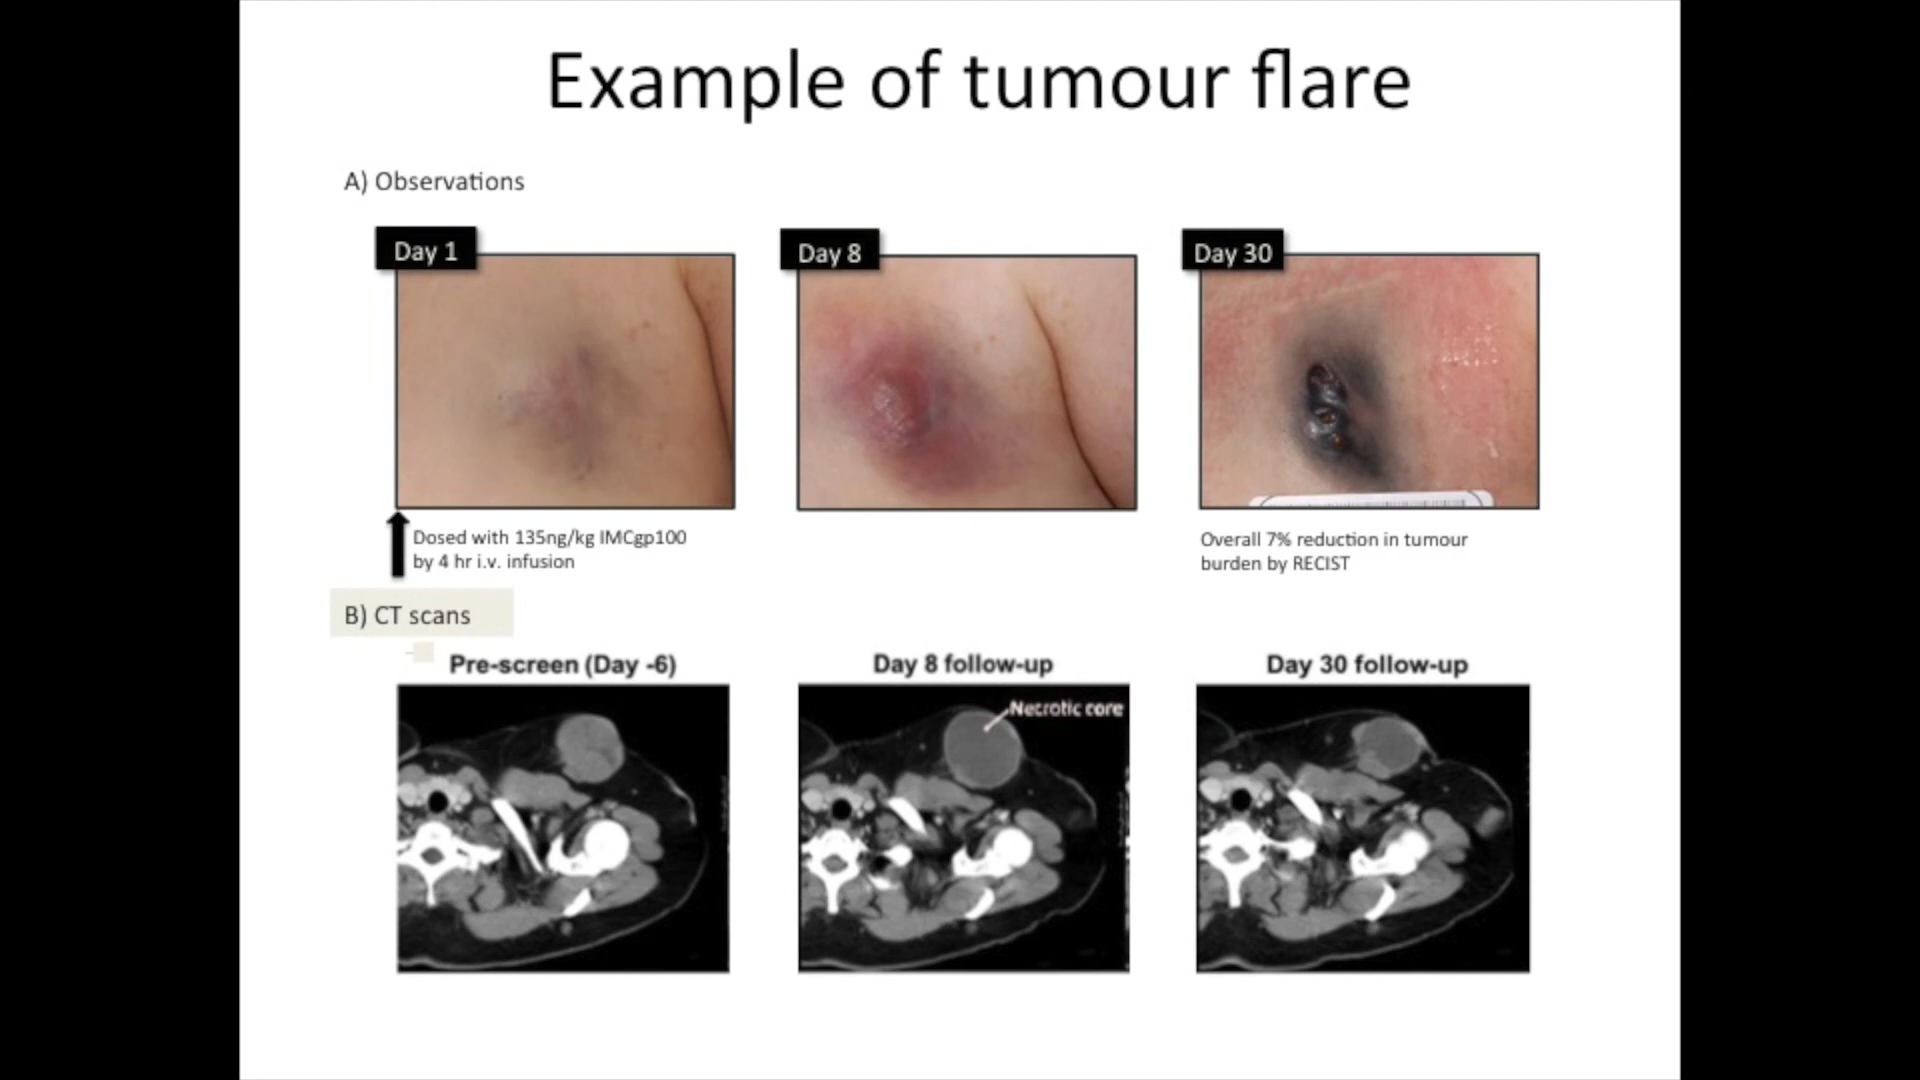 Example of tumour flare
A) Observations
Day 1
Day 8
Day 30
Dosed with 135ng/kg IMCgp100
by 4 hr i.v. infusion
Overall 7% reduction in tumour
burden by RECIST
B) CT scans
Pre-screen (Day -6)
Day 8 follow-up
Day 30 follow-up
Necrotic core